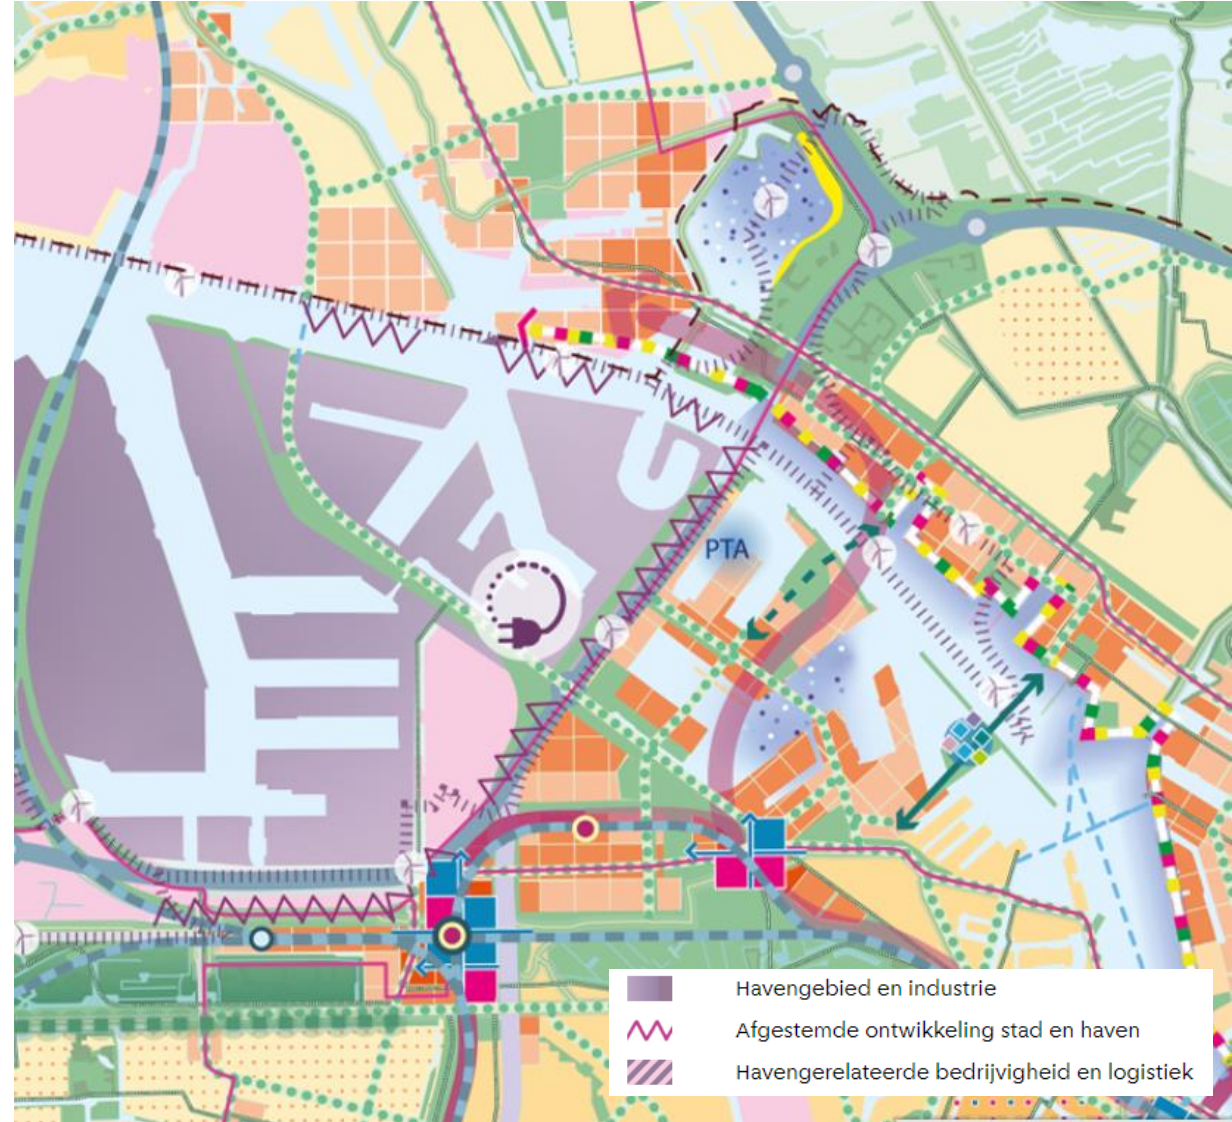 PTA
Havengebied en industrie
Afgestemde ontwikkeling stad en haven
Havengerelateerde bedrijvigheid en logistiek